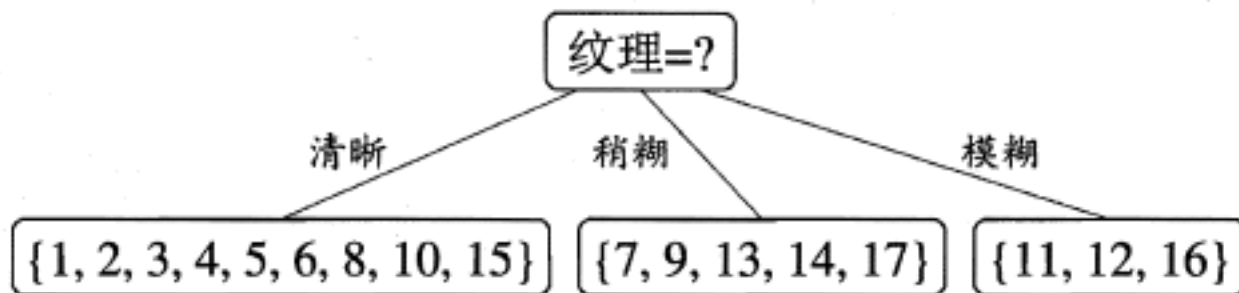 纹理=?
清晰 稍糊 模糊
{1, 2, 3, 4, 5, 6, 8, 10, 15} {7, 9, 13, 14, 17} {11, 12, 16}